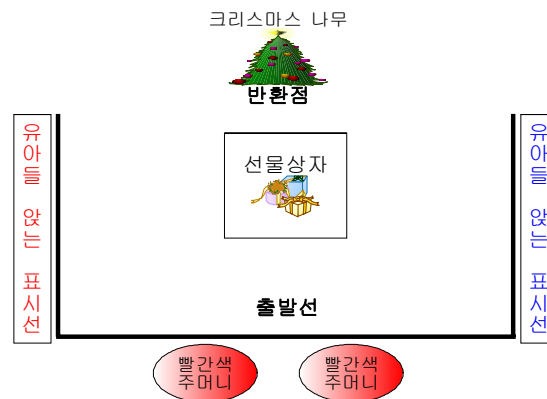 크리스마스 나무
반환점
유아들 앉는 표시선
선물상자
유아들 앉는 표시선
출발선
빨간색
주머니
빨간색
주머니